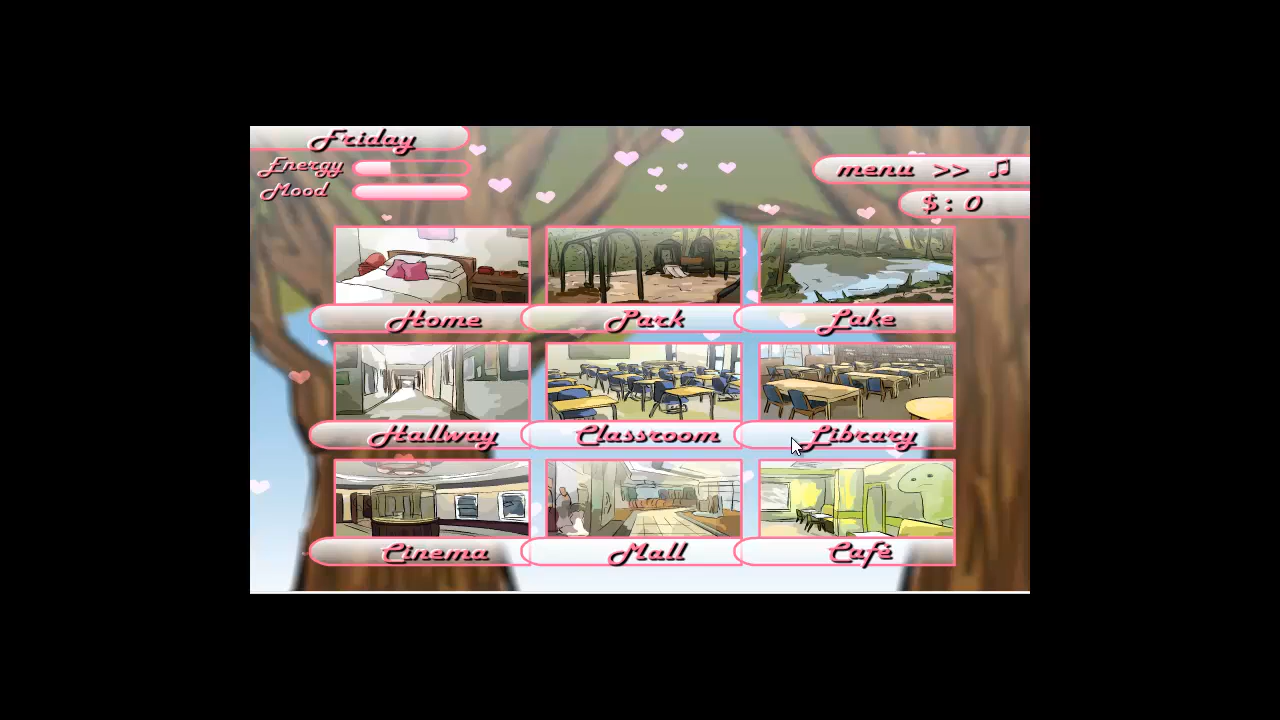 Friday
Energy
Mood
menu >> ♫
$ : 0
Home
Park
Lake
Hallway
Classroom
Library
Cinema
Mall
Café